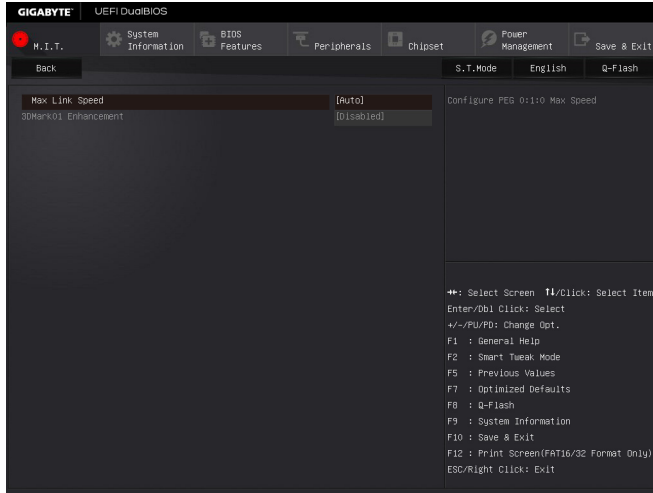 GIGABYTE™ UEFI DualBIOS
M.I.T.
System Information
BIOS Features
Peripherals
Chipset
Power Management
Save & Exit
Back
S.T.Mode English Q-Flash
Max Link Speed [Auto]
3DMark01 Enhancement [Disabled]
Configure PEG 0:1:0 Max Speed
→←: Select Screen ↑↓/Click: Select Item
Enter/Dbl Click: Select
+/-/PU/PD: Change Opt.
F1 : General Help
F2 : Smart Tweak Mode
F5 : Previous Values
F7 : Optimized Defaults
F8 : Q-Flash
F9 : System Information
F10 : Save & Exit
F12 : Print Screen(FAT16/32 Format Only)
ESC/Right Click: Exit